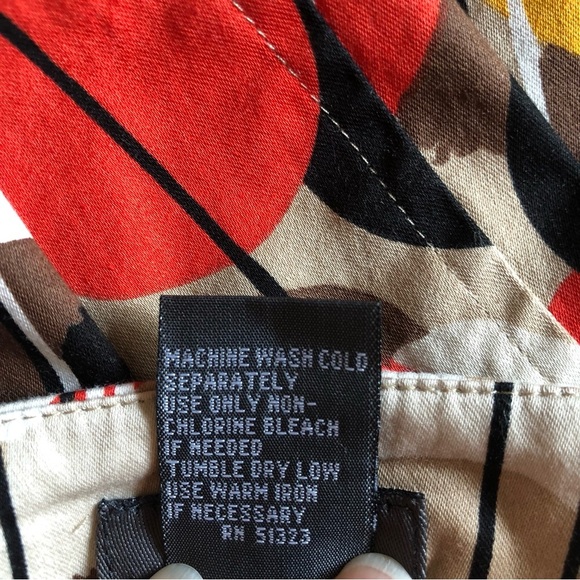 MACHINE WASH COLD
SEPARATELY
USE ONLY NON-
CHLORINE BLEACH
IF NEEDED
TUMBLE DRY LOW
USE WARM IRON
IF NECESSARY
RN 51323